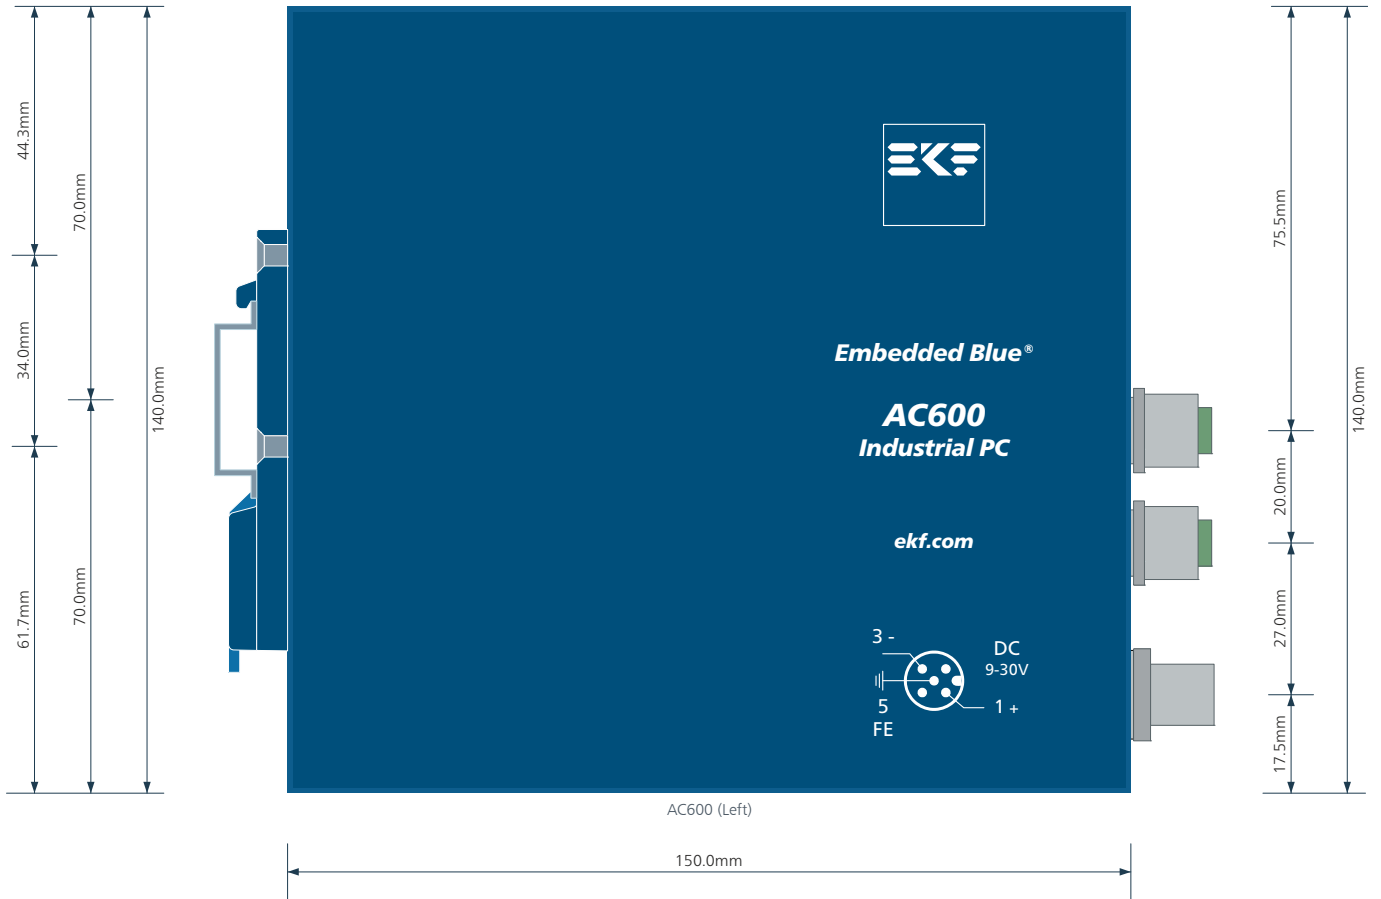 44.3mm
34.0mm
61.7mm
70.0mm
70.0mm
140.0mm
EKF
Embedded Blue®
AC600
Industrial PC
ekf.com
3 -
DC
9-30V
5
1 +
FE
75.5mm
20.0mm
27.0mm
17.5mm
140.0mm
AC600 (Left)
150.0mm